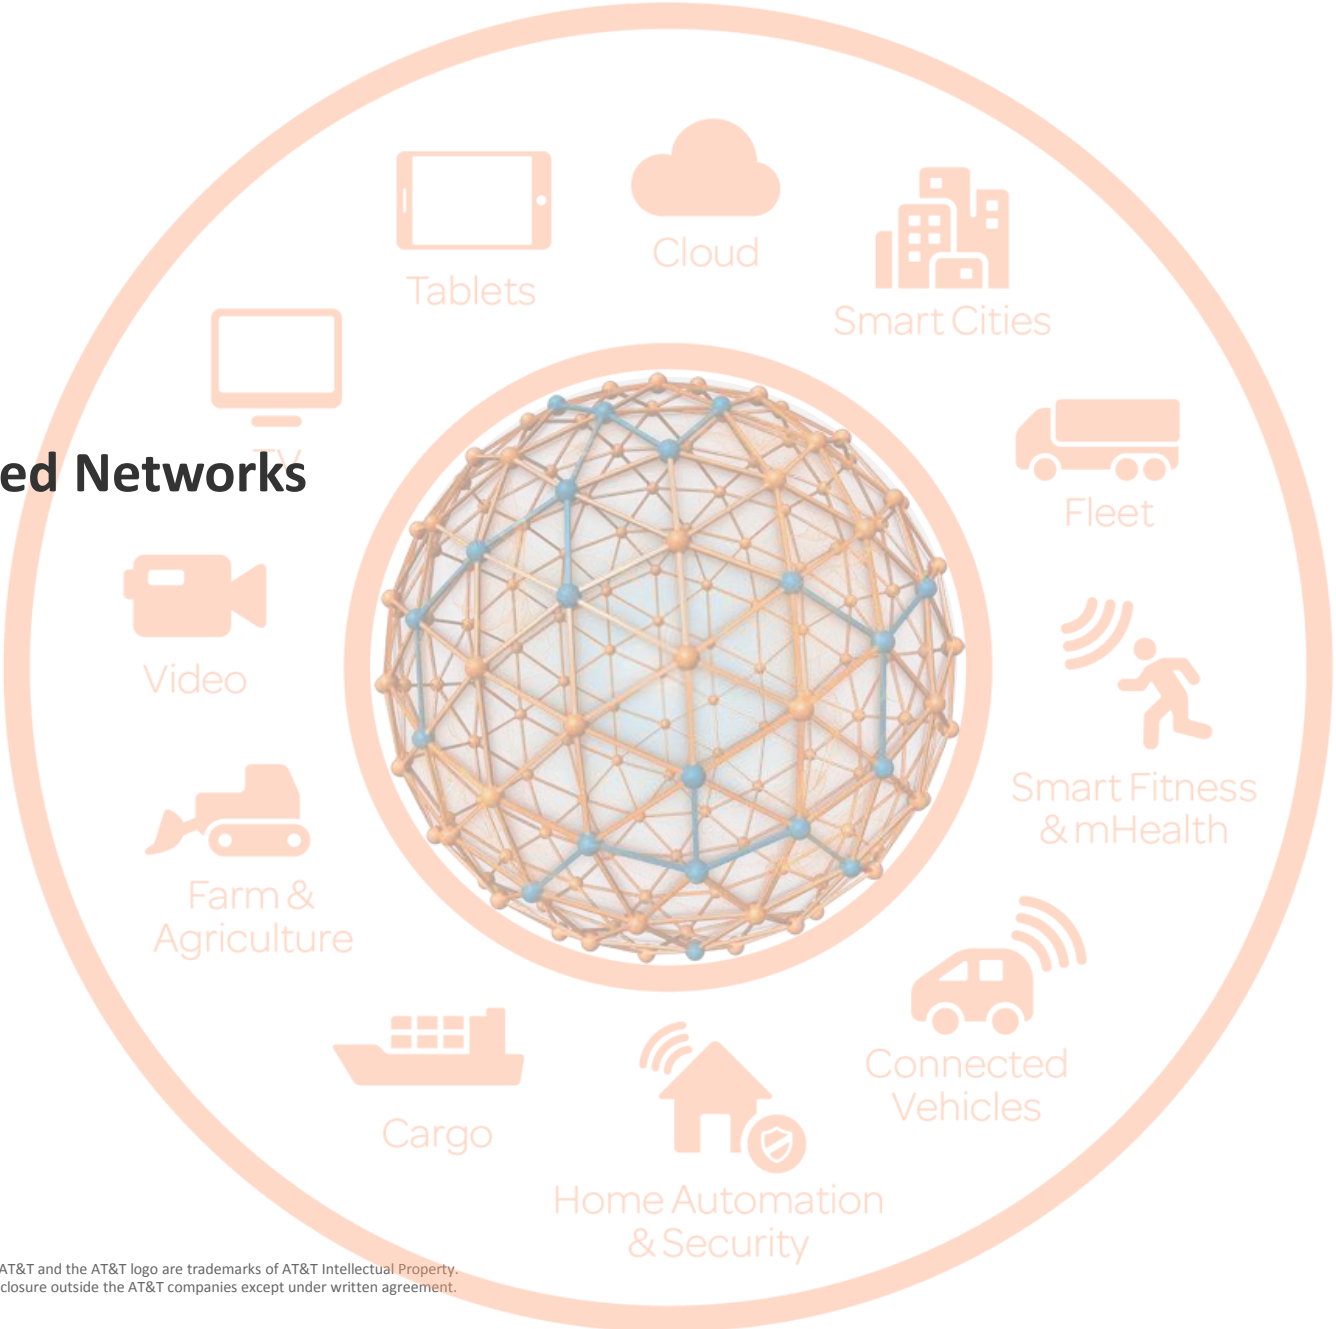 Cloud
Tablets
Smart Cities
TV
ed Networks
Fleet
Video
Smart Fitness
& mHealth
Farm &
Agriculture
Connected
Vehicles
Cargo
Home Automation
& Security
AT&T and the AT&T logo are trademarks of AT&T Intellectual Property.
closure outside the AT&T companies except under written agreement.